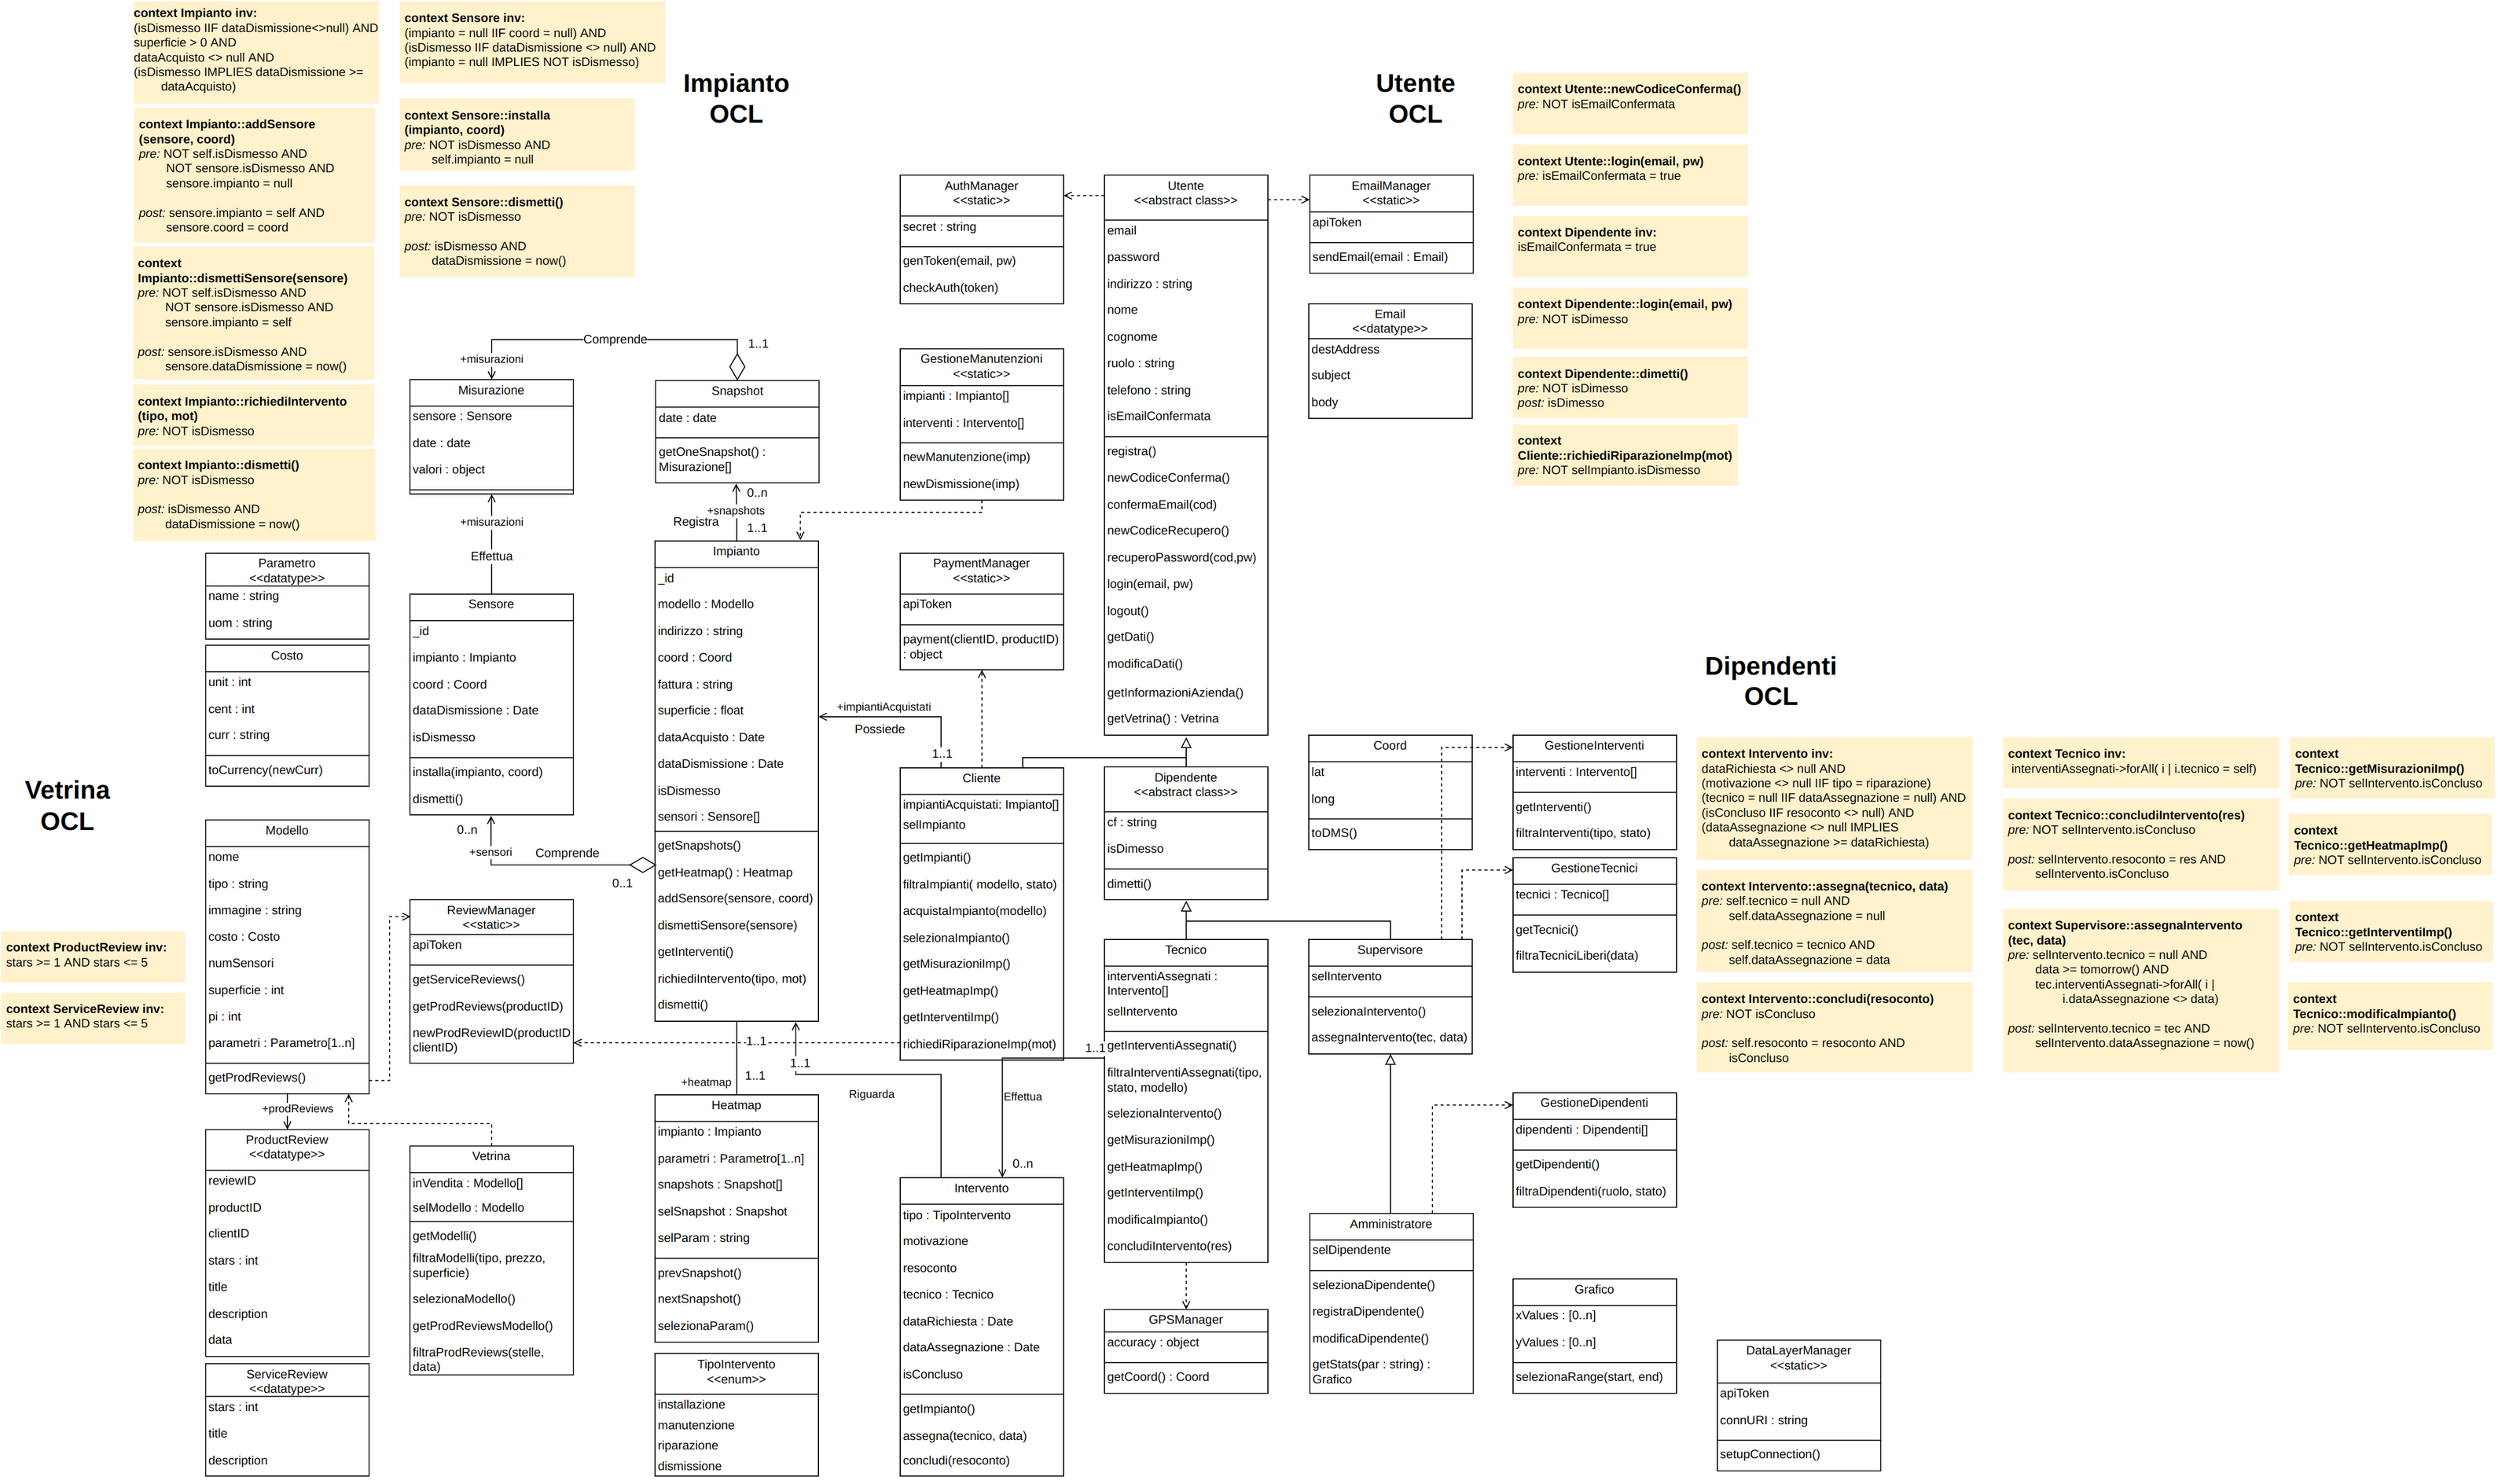 context Impianto inv:
(isDismesso IIF dataDismissione<>null) AND
superficie > 0 AND
dataAcquisto <> null AND
(isDismesso IMPLIES dataDismissione >=
dataAcquisto)
context Impianto::addSensore
(sensore, coord)
pre: NOT self.isDismesso AND
NOT sensore.isDismesso AND
sensore.impianto = null
post: sensore.impianto = self AND
sensore.coord = coord
context
Impianto::dismettiSensore(sensore)
pre: NOT self.isDismesso AND
NOT sensore.isDismesso AND
sensore.impianto = self
post: sensore.isDismesso AND
sensore.dataDismissione = now()
context Impianto::richiediIntervento
(tipo, mot)
pre: NOT isDismesso
context Impianto::dismetti()
pre: NOT isDismesso
post: isDismesso AND
dataDismissione = now()
context Sensore inv:
(impianto = null IIF coord = null) AND
(isDismesso IIF dataDismissione <> null) AND
(impianto = null IMPLIES NOT isDismesso)
context Sensore::installa
(impianto, coord)
pre: NOT isDismesso AND
self.impianto = null
context Sensore::dismetti()
pre: NOT isDismesso
post: isDismesso AND
dataDismissione = now()
Impianto
OCL
Utente
OCL
context Utente::newCodiceConferma()
pre: NOT isEmailConfermata
context Utente::login(email, pw)
pre: isEmailConfermata = true
context Dipendente inv:
isEmailConfermata = true
context Dipendente::login(email, pw)
pre: NOT isDimesso
context Dipendente::dimetti()
pre: NOT isDimesso
post: isDimesso
context
Cliente::richiediRiparazioneImp(mot)
pre: NOT selImpianto.isDismesso
AuthManager
<<static>>
secret : string
genToken(email, pw)
checkAuth(token)
Utente
<<abstract class>>
email
password
indirizzo : string
nome
cognome
ruolo : string
telefono : string
isEmailConfermata
registra()
newCodiceConferma()
confermaEmail(cod)
newCodiceRecupero()
recuperoPassword(cod,pw)
login(email, pw)
logout()
getDati()
modificaDati()
getInformazioniAzienda()
getVetrina() : Vetrina
EmailManager
<<static>>
apiToken
sendEmail(email : Email)
Email
<<datatype>>
destAddress
subject
body
Comprende
1..1
+misurazioni
Misurazione
sensore : Sensore
date : date
valori : object
Snapshot
date : date
getOneSnapshot() :
Misurazione[]
GestioneManutenzioni
<<static>>
impianti : Impianto[]
interventi : Intervento[]
newManutenzione(imp)
newDismissione(imp)
0..n
+snapshots
Registra
1..1
+misurazioni
Effettua
Parametro
<<datatype>>
name : string
uom : string
Costo
unit : int
cent : int
curr : string
toCurrency(newCurr)
Sensore
_id
impianto : Impianto
coord : Coord
dataDismissione : Date
isDismesso
installa(impianto, coord)
dismetti()
Impianto
_id
modello : Modello
indirizzo : string
coord : Coord
fattura : string
superficie : float
dataAcquisto : Date
dataDismissione : Date
isDismesso
sensori : Sensore[]
getSnapshots()
getHeatmap() : Heatmap
addSensore(sensore, coord)
dismettiSensore(sensore)
getInterventi()
richiediIntervento(tipo, mot)
dismetti()
PaymentManager
<<static>>
apiToken
payment(clientID, productID)
: object
+impiantiAcquistati
Possiede
1..1
Cliente
impiantiAcquistati: Impianto[]
selImpianto
getImpianti()
filtraImpianti( modello, stato)
acquistaImpianto(modello)
selezionaImpianto()
getMisurazioniImp()
getHeatmapImp()
getInterventiImp()
richiediRiparazioneImp(mot)
Dipendente
<<abstract class>>
cf : string
isDimesso
dimetti()
Coord
lat
long
toDMS()
GestioneInterventi
interventi : Intervento[]
getInterventi()
filtraInterventi(tipo, stato)
GestioneTecnici
tecnici : Tecnico[]
getTecnici()
filtraTecniciLiberi(data)
Dipendenti
OCL
context Intervento inv:
dataRichiesta <> null AND
(motivazione <> null IIF tipo = riparazione)
(tecnico = null IIF dataAssegnazione = null) AND
(isConcluso IIF resoconto <> null) AND
(dataAssegnazione <> null IMPLIES
dataAssegnazione >= dataRichiesta)
context Intervento::assegna(tecnico, data)
pre: self.tecnico = null AND
self.dataAssegnazione = null
post: self.tecnico = tecnico AND
self.dataAssegnazione = data
context Intervento::concludi(resoconto)
pre: NOT isConcluso
post: self.resoconto = resoconto AND
isConcluso
context Tecnico inv:
interventiAssegnati->forAll( i | i.tecnico = self)
context Tecnico::concludiIntervento(res)
pre: NOT selIntervento.isConcluso
post: selIntervento.resoconto = res AND
selIntervento.isConcluso
context Supervisore::assegnaIntervento
(tec, data)
pre: selIntervento.tecnico = null AND
data >= tomorrow() AND
tec.interventiAssegnati->forAll( i |
i.dataAssegnazione <> data)
post: selIntervento.tecnico = tec AND
selIntervento.dataAssegnazione = now()
context
Tecnico::getMisurazioniImp()
pre: NOT selIntervento.isConcluso
context
Tecnico::getHeatmapImp()
pre: NOT selIntervento.isConcluso
context
Tecnico::getInterventiImp()
pre: NOT selIntervento.isConcluso
context
Tecnico::modificaImpianto()
pre: NOT selIntervento.isConcluso
Vetrina
OCL
context ProductReview inv:
stars >= 1 AND stars <= 5
context ServiceReview inv:
stars >= 1 AND stars <= 5
Modello
nome
tipo : string
immagine : string
costo : Costo
numSensori
superficie : int
pi : int
parametri : Parametro[1..n]
getProdReviews()
0..n
+sensori
Comprende
0..1
ReviewManager
<<static>>
apiToken
getServiceReviews()
getProdReviews(productID)
newProdReviewID(productID
clientID)
+prodReviews
ProductReview
<<datatype>>
reviewID
productID
clientID
stars : int
title
description
data
ServiceReview
<<datatype>>
stars : int
title
description
Vetrina
inVendita : Modello[]
selModello : Modello
getModelli()
filtraModelli(tipo, prezzo,
superficie)
selezionaModello()
getProdReviewsModello()
filtraProdReviews(stelle,
data)
1..1
1..1
+heatmap
Heatmap
impianto : Impianto
parametri : Parametro[1..n]
snapshots : Snapshot[]
selSnapshot : Snapshot
selParam : string
prevSnapshot()
nextSnapshot()
selezionaParam()
TipoIntervento
<<enum>>
installazione
manutenzione
riparazione
dismissione
1..1
Riguarda
1..1
Effettua
0..n
Intervento
tipo : TipoIntervento
motivazione
resoconto
tecnico : Tecnico
dataRichiesta : Date
dataAssegnazione : Date
isConcluso
getImpianto()
assegna(tecnico, data)
concludi(resoconto)
Tecnico
interventiAssegnati :
Intervento[]
selIntervento
getInterventiAssegnati()
filtraInterventiAssegnati(tipo,
stato, modello)
selezionaIntervento()
getMisurazioniImp()
getHeatmapImp()
getInterventiImp()
modificaImpianto()
concludiIntervento(res)
GPSManager
accuracy : object
getCoord() : Coord
Supervisore
selIntervento
selezionaIntervento()
assegnaIntervento(tec, data)
Amministratore
selDipendente
selezionaDipendente()
registraDipendente()
modificaDipendente()
getStats(par : string) :
Grafico
GestioneDipendenti
dipendenti : Dipendenti[]
getDipendenti()
filtraDipendenti(ruolo, stato)
Grafico
xValues : [0..n]
yValues : [0..n]
selezionaRange(start, end)
DataLayerManager
<<static>>
apiToken
connURI : string
setupConnection()